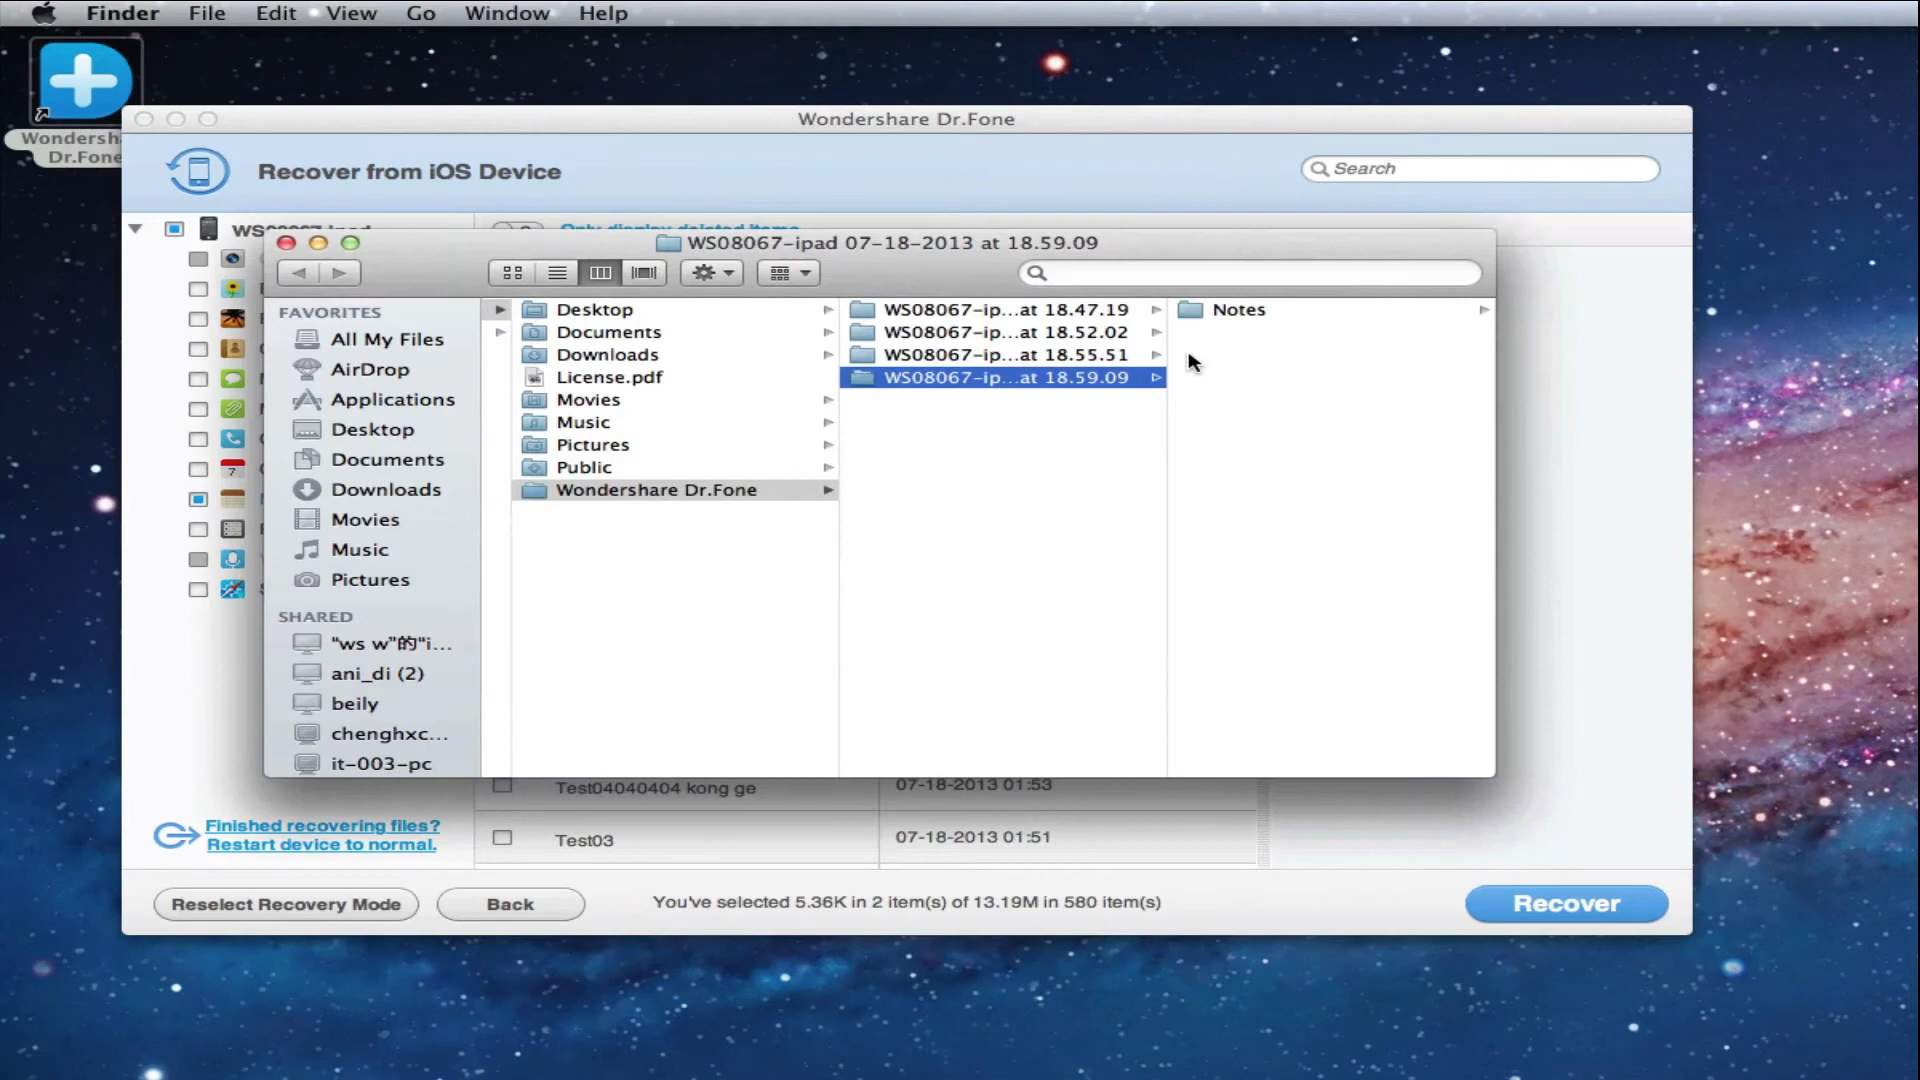 Finder File Edit View Go Window Help
Wondersh
Dr.Fone
Wondershare Dr.Fone
Recover from iOS Device
Search
Only display deleted items
WS08067-ipad 07-18-2013 at 18.59.09
FAVORITES
All My Files
AirDrop
Applications
Desktop
Documents
Downloads
Movies
Music
Pictures
SHARED
"ws w"的"i...
ani_di (2)
beily
chenghxc...
it-003-pc
Desktop
Documents
Downloads
License.pdf
Movies
Music
Pictures
Public
Wondershare Dr.Fone
WS08067-ip...at 18.47.19
WS08067-ip...at 18.52.02
WS08067-ip...at 18.55.51
WS08067-ip...at 18.59.09
Notes
7
Test04040404 kong ge 07-18-2013 01:53
Test03 07-18-2013 01:51
Finished recovering files?
Restart device to normal.
Reselect Recovery Mode
Back
You've selected 5.36K in 2 item(s) of 13.19M in 580 item(s)
Recover